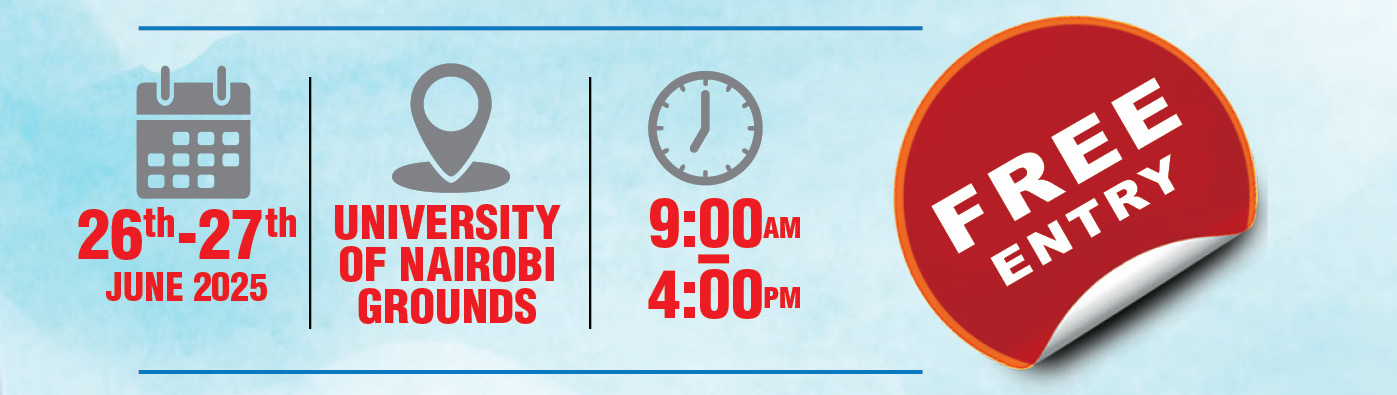 26th-27th
JUNE 2025
UNIVERSITY
OF NAIROBI
GROUNDS
9:00AM
–
4:00PM
FREE
ENTRY